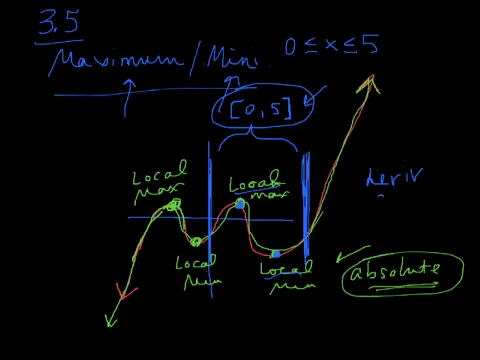 3.5
Maximum / Mini.
0 ≤ x ≤ 5
[0, 5]
Local
Max
Local
max
deriv
Local
Min
Local
Min
absolute